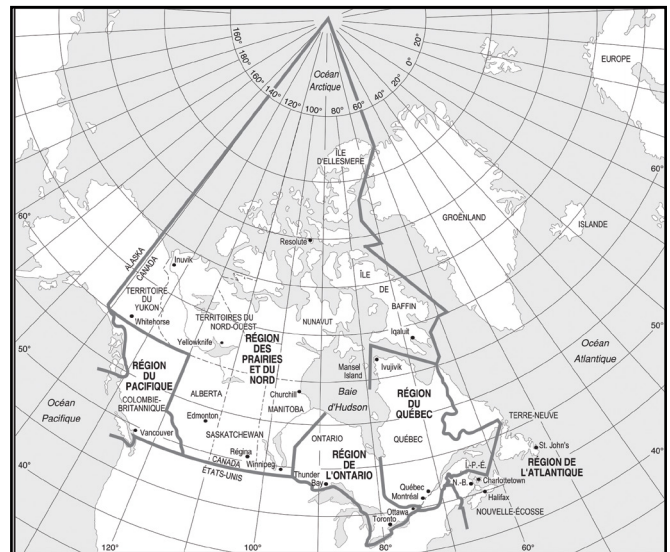 160°
160°
160°
140°
120°
100°
80°
60°
40°
20°
0°
20°
Océan
Arctique
EUROPE
ÎLE
D'ELLESMERE
60°
GROËNLAND
ISLANDE
60°
Resolute
ALASKA
CANADA
Inuvik
TERRITOIRE
DU
YUKON
Whitehorse
TERRITOIRES DU
NORD-OUEST
Yellowknife
NUNAVUT
ÎLE
DE
BAFFIN
Iqaluit
50°
50°
Océan
Atlantique
RÉGION
DES
PRAIRIES
ET DU
NORD
RÉGION
DU
PACIFIQUE
COLOMBIE-
BRITANNIQUE
Vancouver
Mansel
Island
Ivujivik
Baie
d'Hudson
RÉGION
DU
QUÉBEC
QUÉBEC
Océan
Pacifique
ALBERTA
Edmonton
SASKATCHEWAN
Régina
Churchill
MANITOBA
Winnipeg
CANADA
ÉTATS-UNIS
ONTARIO
RÉGION
DE
L'ONTARIO
Thunder
Bay
TERRE-NEUVE
St. John's
RÉGION DE
L'ATLANTIQUE
Î.-P.-É.
Charlottetown
N.-B.
Halifax
NOUVELLE-ÉCOSSE
Québec
Montréal
Ottawa
Toronto
40°
40°
120°
100°
80°
60°